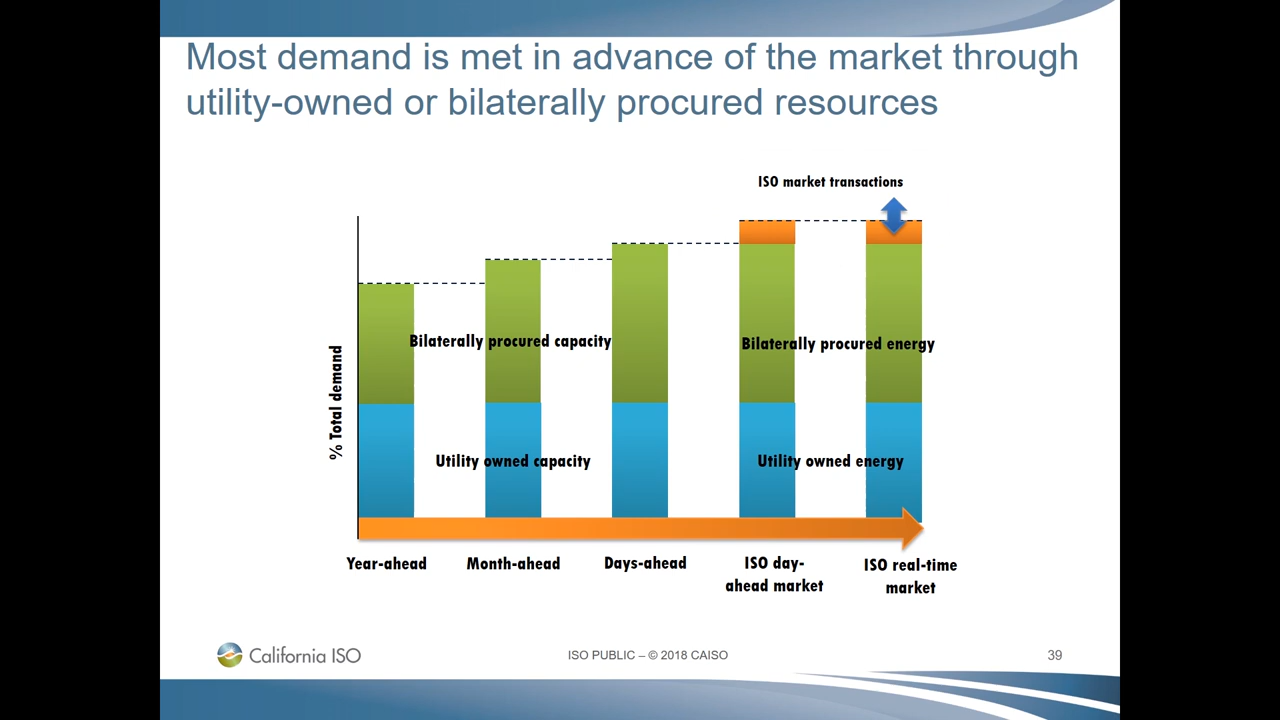 Most demand is met in advance of the market through
utility-owned or bilaterally procured resources
ISO market transactions
% Total demand
Bilaterally procured capacity
Bilaterally procured energy
Utility owned capacity
Utility owned energy
Year-ahead
Month-ahead
Days-ahead
ISO day-
ahead market
ISO real-time
market
California ISO
ISO PUBLIC – © 2018 CAISO
39